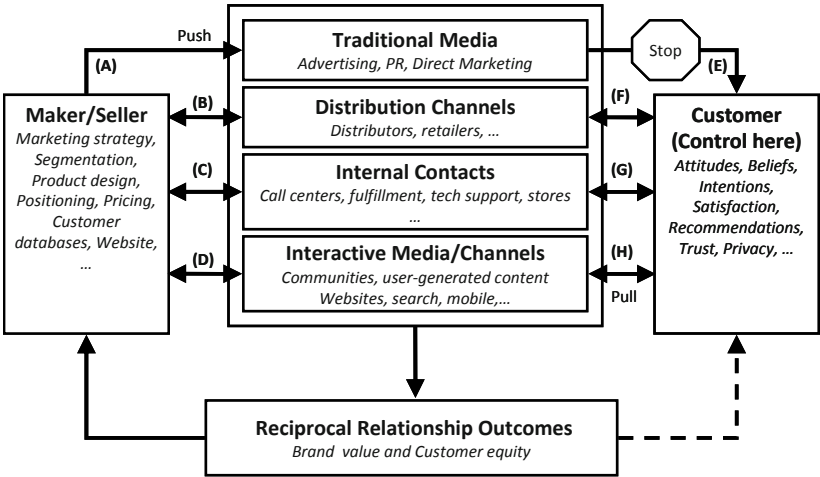 Push
(A)
Traditional Media
Advertising, PR, Direct Marketing
Stop
(E)
Maker/Seller
Marketing strategy,
Segmentation,
Product design,
Positioning, Pricing,
Customer
databases, Website,
...
(B)
Distribution Channels
Distributors, retailers, ...
(F)
(C)
Internal Contacts
Call centers, fulfillment, tech support, stores
...
(G)
(D)
Interactive Media/Channels
Communities, user-generated content
Websites, search, mobile,...
(H)
Pull
Customer
(Control here)
Attitudes, Beliefs,
Intentions,
Satisfaction,
Recommendations,
Trust, Privacy, ...
Reciprocal Relationship Outcomes
Brand value and Customer equity